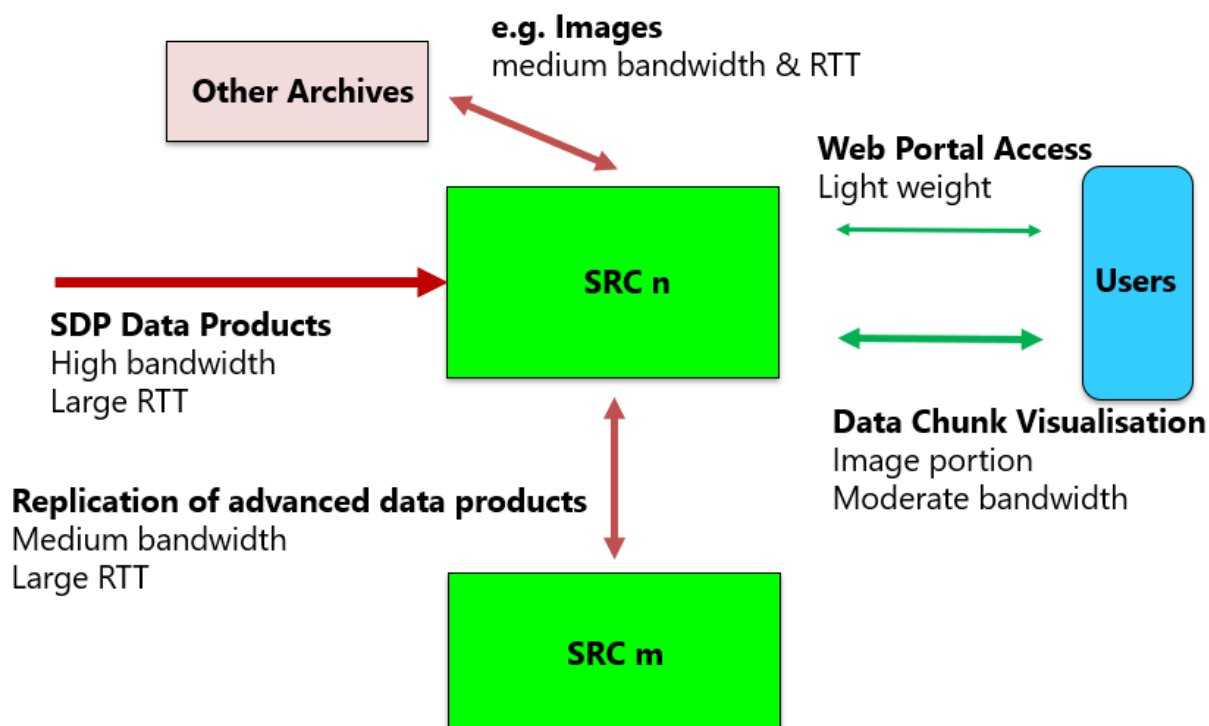 e.g. Images
medium bandwidth & RTT
Other Archives
Web Portal Access
Light weight
SRC n
Users
SDP Data Products
High bandwidth
Large RTT
Data Chunk Visualisation
Image portion
Moderate bandwidth
Replication of advanced data products
Medium bandwidth
Large RTT
SRC m